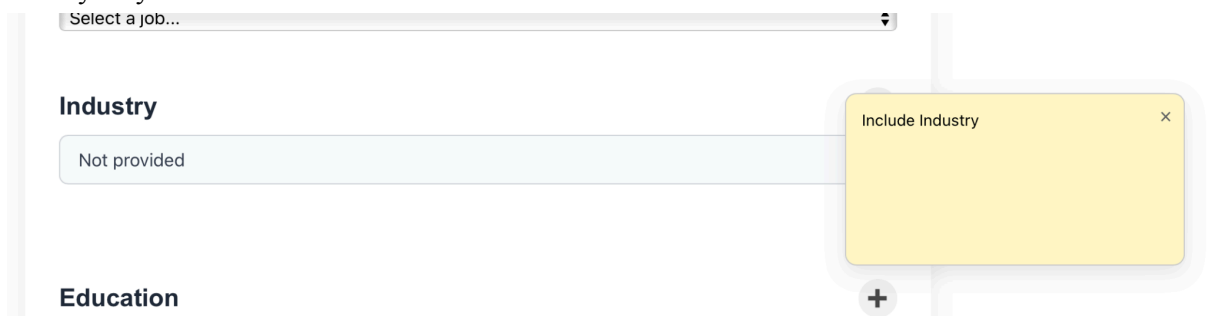 Select a job...
Industry
Include Industry
Not provided
Education